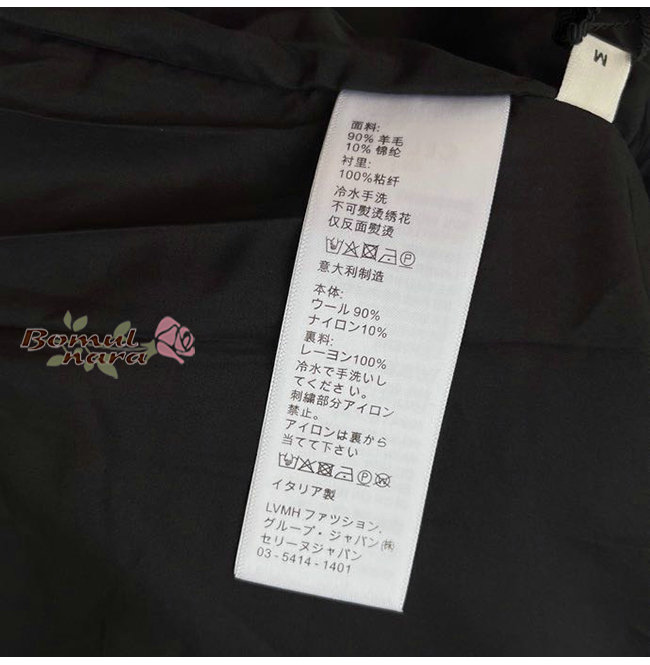 M
面料:
90% 羊毛
10% 锦纶
衬里:
100%粘纤
冷水手洗
不可熨烫绣花
仅反面熨烫
意大利制造
本体:
ウール 90%
ナイロン10%
裏料:
レーヨン100%
冷水で手洗いし
てください。
刺繍部分アイロン
禁止。
アイロンは裏から
当てて下さい
イタリア製
LVMH ファッション.
グループ・ジャパン㈱
セリーヌジャパン
03 - 5414 - 1401
Bomul
nara